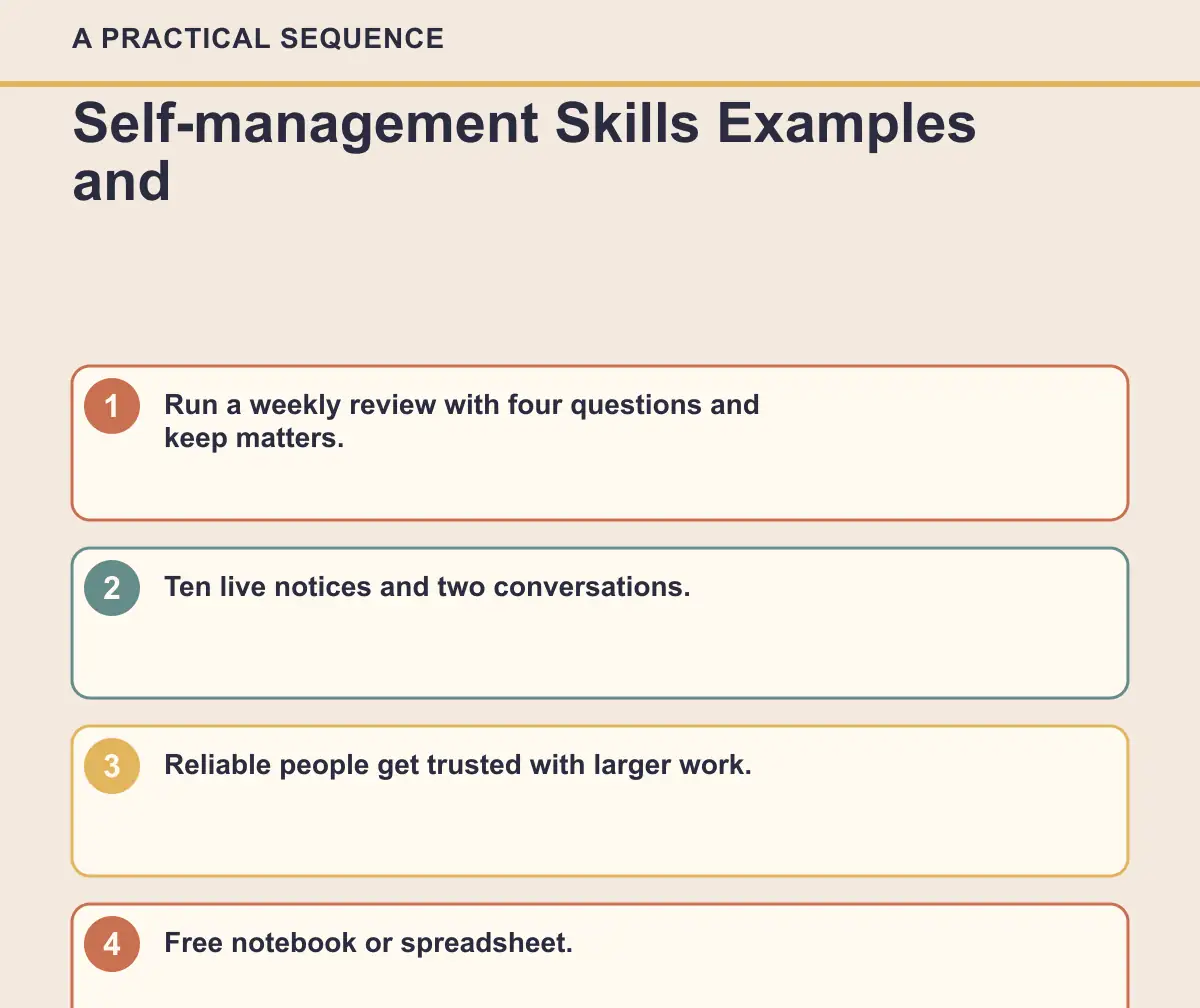 A PRACTICAL SEQUENCE
Self-management Skills Examples
and
1
Run a weekly review with four questions and
keep matters.
2
Ten live notices and two conversations.
3
Reliable people get trusted with larger work.
4
Free notebook or spreadsheet.